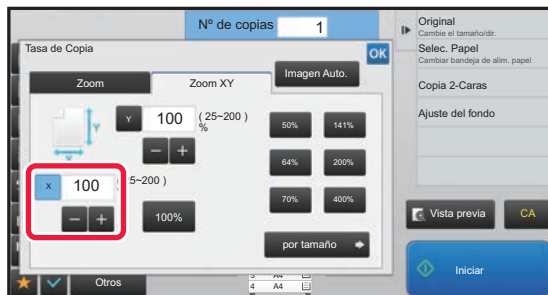 Nº de copias 1
Tasa de Copia
OK
Zoom
Zoom XY
Imagen Auto.
Y
Y 100 (25~200) %
− +
X
X 100 5~200)
− +
100%
50% 141%
64% 200%
70% 400%
por tamaño
Otros
A4
4 A4
Original
Cambie el tamaño/dir.
Selec. Papel
Cambiar bandeja de alim. papel
Copia 2-Caras
Ajuste del fondo
Vista previa
CA
Iniciar